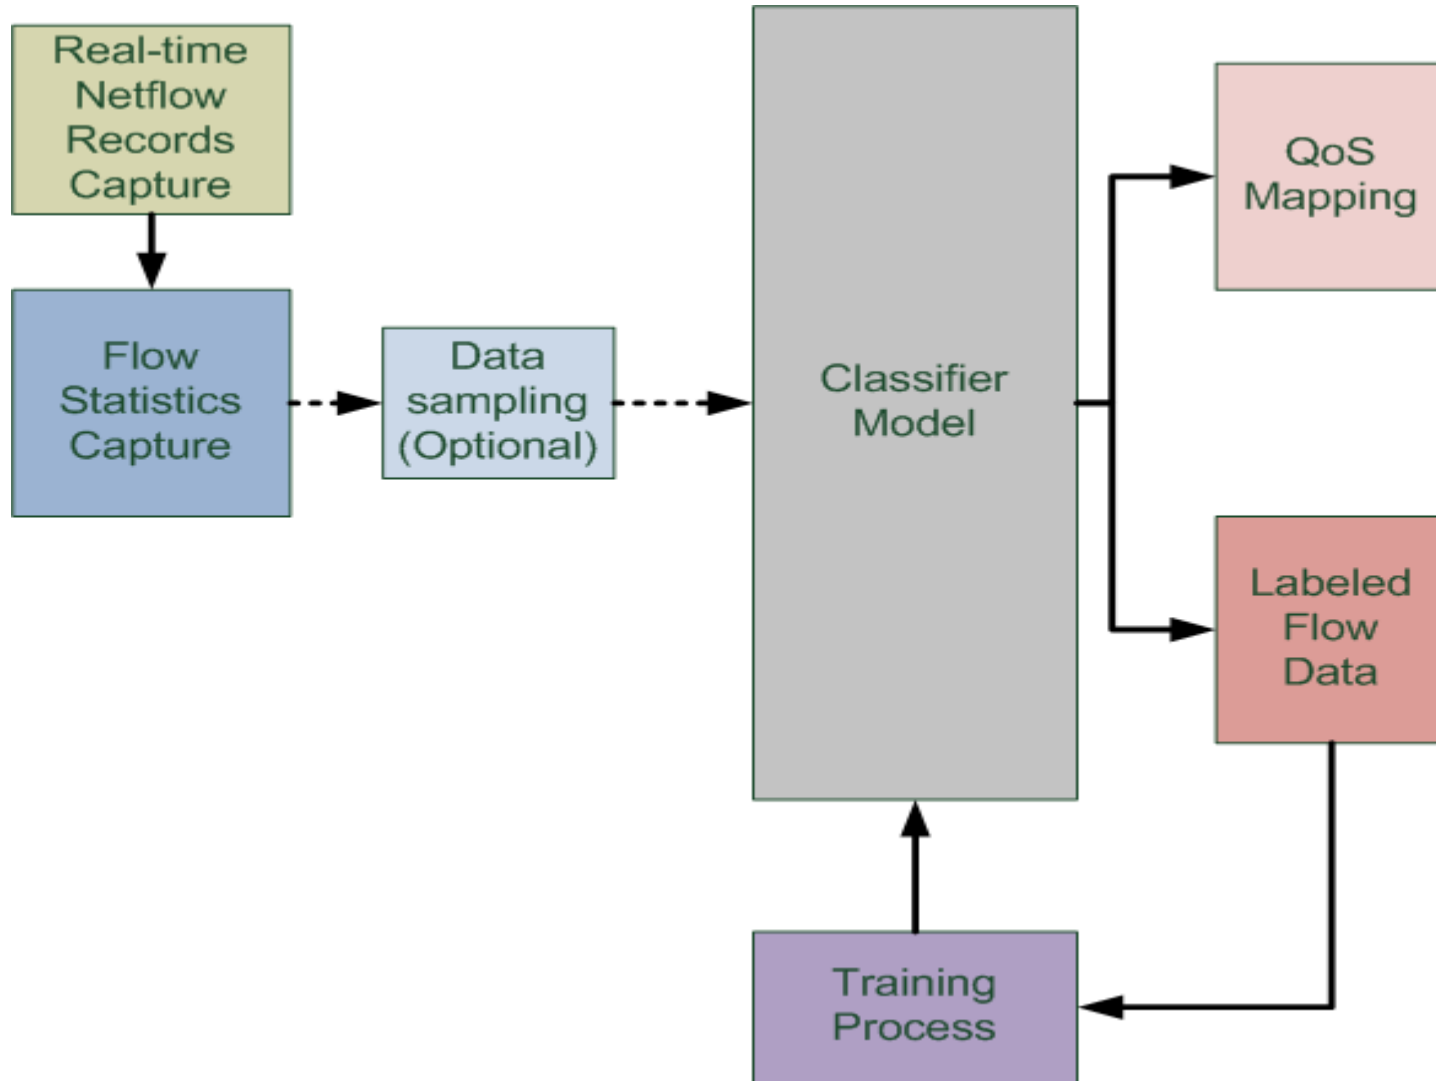 Real-time
Netflow
Records
Capture
Flow
Statistics
Capture
Data
sampling
(Optional)
Classifier
Model
QoS
Mapping
Labeled
Flow
Data
Training
Process